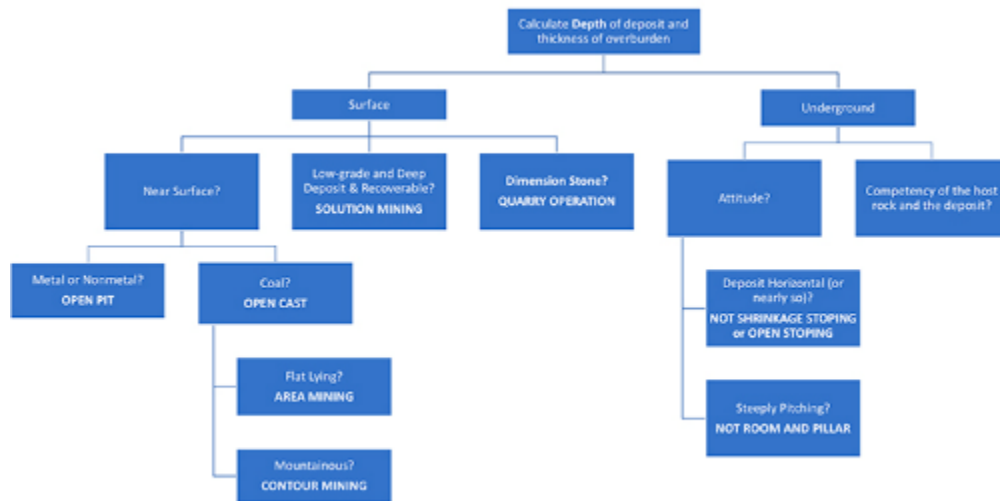 Calculate Depth of deposit and
thickness of overburden
Surface
Underground
Near Surface?
Low-grade and Deep
Deposit & Recoverable?
SOLUTION MINING
Dimension Stone?
QUARRY OPERATION
Attitude?
Competency of the host
rock and the deposit?
Metal or Nonmetal?
OPEN PIT
Coal?
OPEN CAST
Deposit Horizontal (or
nearly so)?
NOT SHRINKAGE STOPING
or OPEN STOPING
Flat Lying?
AREA MINING
Steeply Pitching?
NOT ROOM AND PILLAR
Mountainous?
CONTOUR MINING